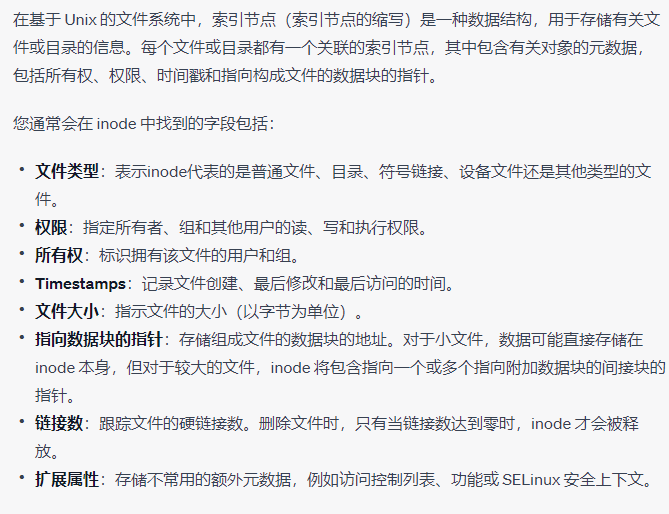 在基于 Unix 的文件系统中，索引节点（索引节点的缩写）是一种数据结构，用于存储有关文
件或目录的信息。每个文件或目录都有一个关联的索引节点，其中包含有关对象的元数据，
包括所有权、权限、时间戳和指向构成文件的数据块的指针。
您通常会在 inode 中找到的字段包括：
• 文件类型：表示inode代表的是普通文件、目录、符号链接、设备文件还是其他类型的文
件。
• 权限：指定所有者、组和其他用户的读、写和执行权限。
• 所有权：标识拥有该文件的用户和组。
• Timestamps：记录文件创建、最后修改和最后访问的时间。
• 文件大小：指示文件的大小（以字节为单位）。
• 指向数据块的指针：存储组成文件的数据块的地址。对于小文件，数据可能直接存储在
inode 本身，但对于较大的文件，inode 将包含指向一个或多个指向附加数据块的间接块的
指针。
• 链接数：跟踪文件的硬链接数。删除文件时，只有当链接数达到零时，inode 才会被释
放。
• 扩展属性：存储不常用的额外元数据，例如访问控制列表、功能或 SELinux 安全上下文。